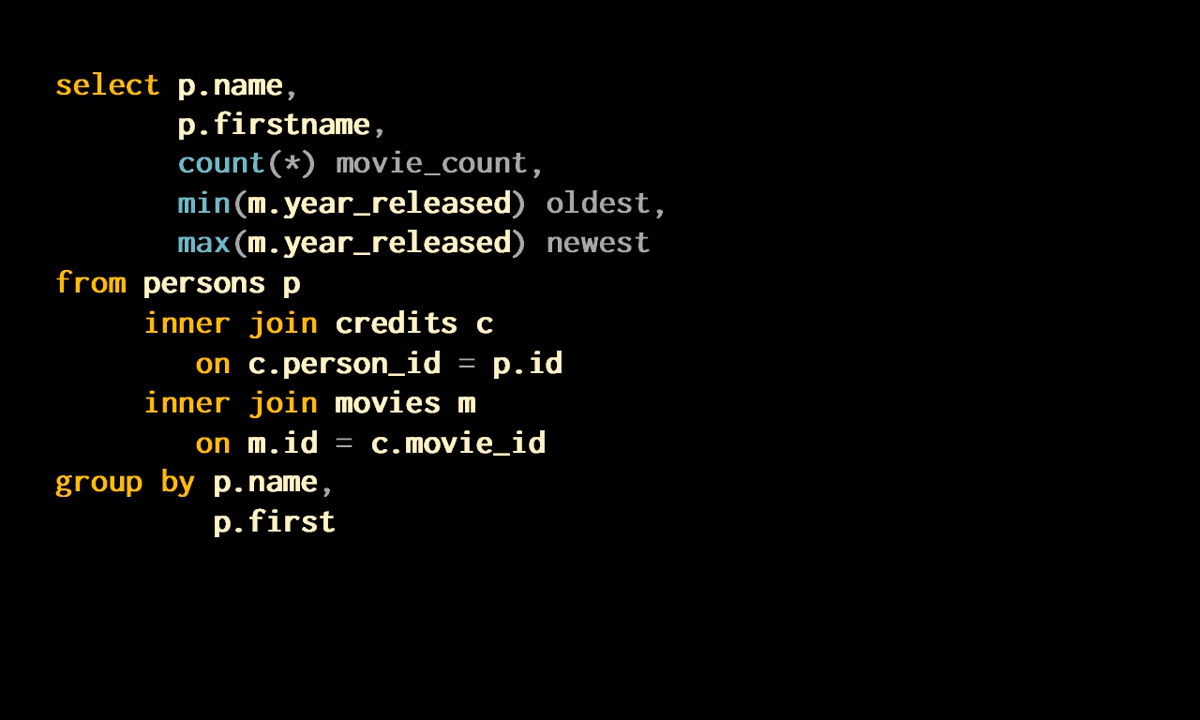 select p.name,
p.firstname,
count(*) movie_count,
min(m.year_released) oldest,
max(m.year_released) newest
from persons p
inner join credits c
on c.person_id = p.id
inner join movies m
on m.id = c.movie_id
group by p.name,
p.first